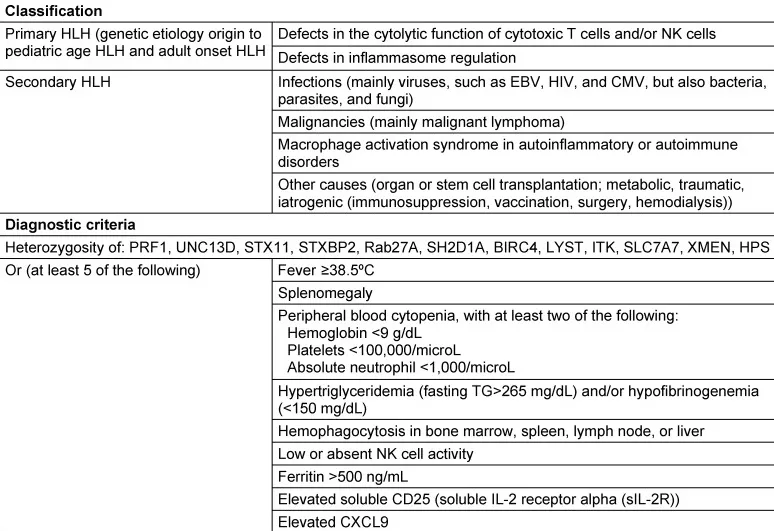 Classification
Primary HLH (genetic etiology origin to
pediatric age HLH and adult onset HLH
Defects in the cytolytic function of cytotoxic T cells and/or NK cells
Defects in inflammasome regulation
Secondary HLH
Infections (mainly viruses, such as EBV, HIV, and CMV, but also bacteria,
parasites, and fungi)
Malignancies (mainly malignant lymphoma)
Macrophage activation syndrome in autoinflammatory or autoimmune
disorders
Other causes (organ or stem cell transplantation; metabolic, traumatic,
iatrogenic (immunosuppression, vaccination, surgery, hemodialysis))
Diagnostic criteria
Heterozygosity of: PRF1, UNC13D, STX11, STXBP2, Rab27A, SH2D1A, BIRC4, LYST, ITK, SLC7A7, XMEN, HPS
Or (at least 5 of the following)
Fever ≥38.5ºC
Splenomegaly
Peripheral blood cytopenia, with at least two of the following:
Hemoglobin <9 g/dL
Platelets <100,000/microL
Absolute neutrophil <1,000/microL
Hypertriglyceridemia (fasting TG>265 mg/dL) and/or hypofibrinogenemia
(<150 mg/dL)
Hemophagocytosis in bone marrow, spleen, lymph node, or liver
Low or absent NK cell activity
Ferritin >500 ng/mL
Elevated soluble CD25 (soluble IL-2 receptor alpha (sIL-2R))
Elevated CXCL9